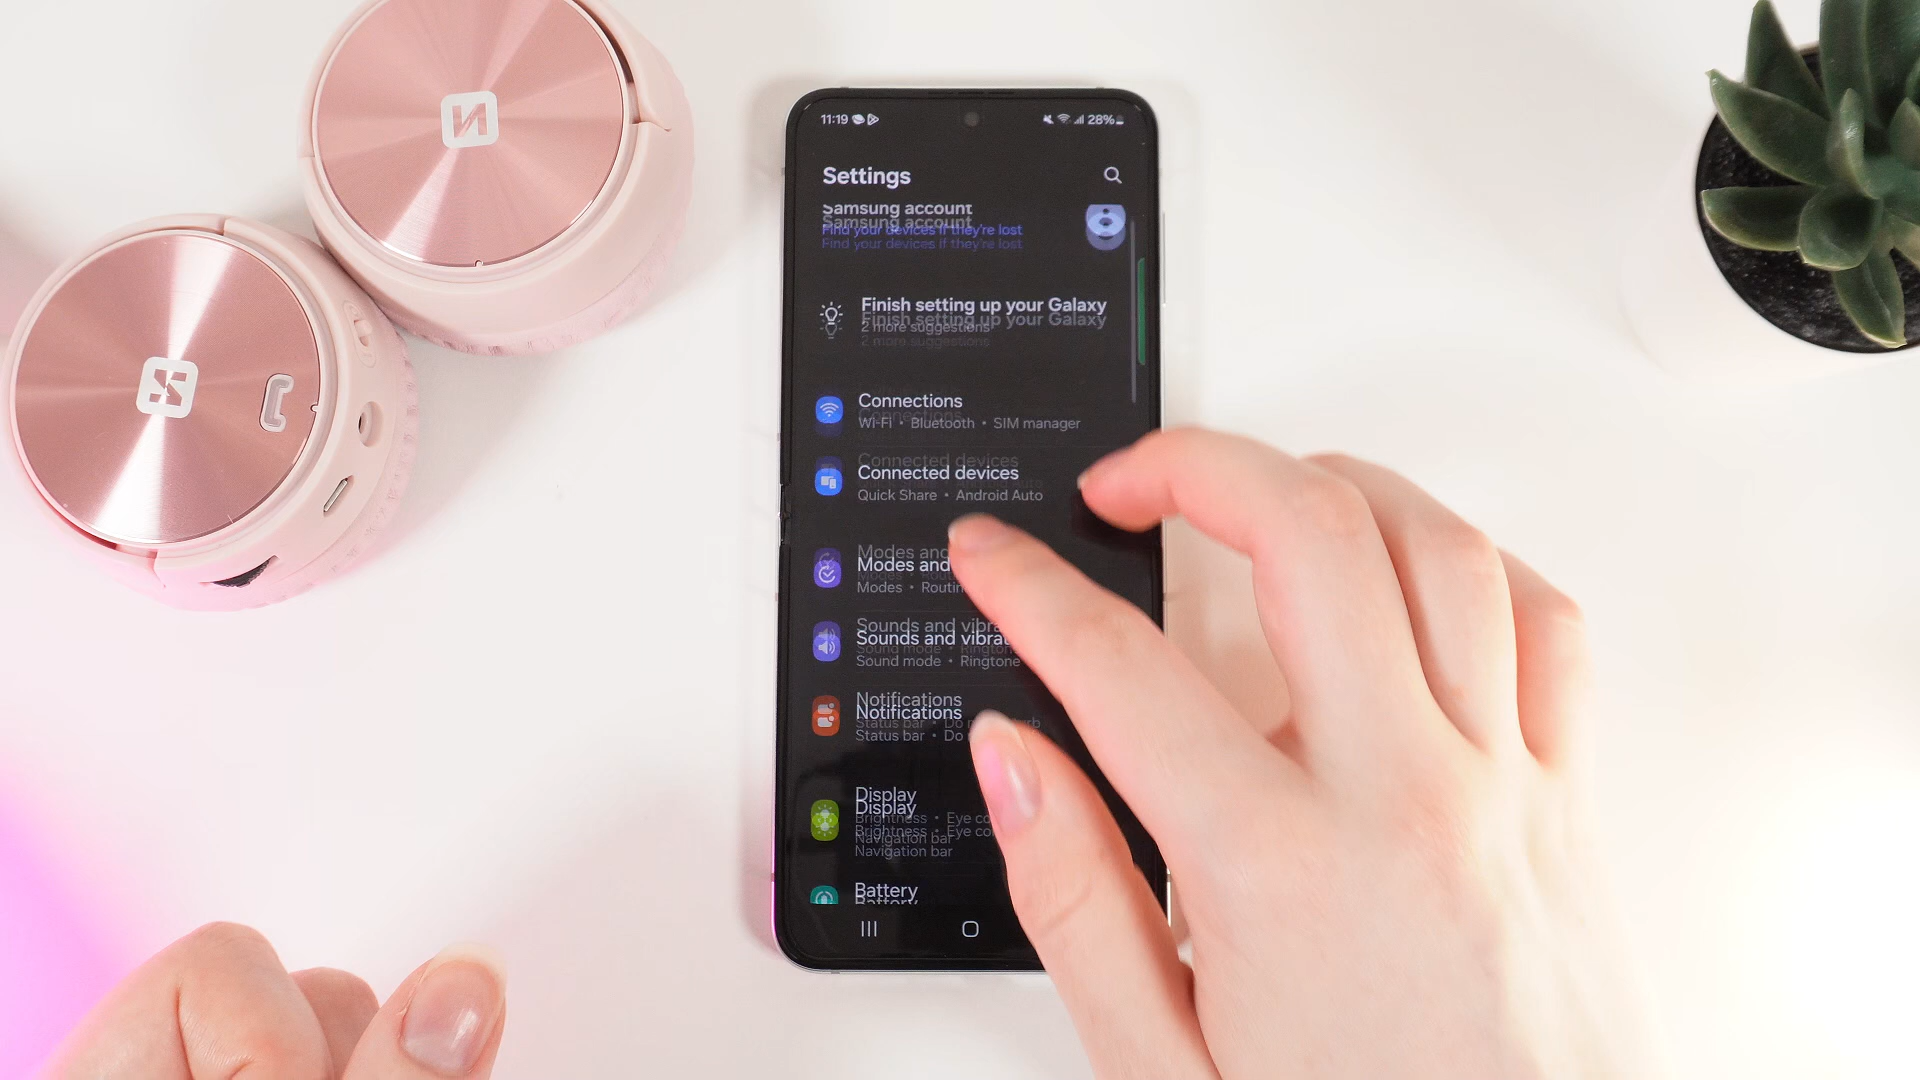 11:19
28%
Settings
Samsung account
Find your devices if they're lost
Finish setting up your Galaxy
2 more suggestions
Connections
Wi-Fi • Bluetooth • SIM manager
Connected devices
Quick Share • Android Auto
Modes and
Modes • Routin
Sounds and vibrat
Sound mode • Ringtone
Notifications
Status bar • Do
Display
Brightness • Eye co
Navigation bar
Battery